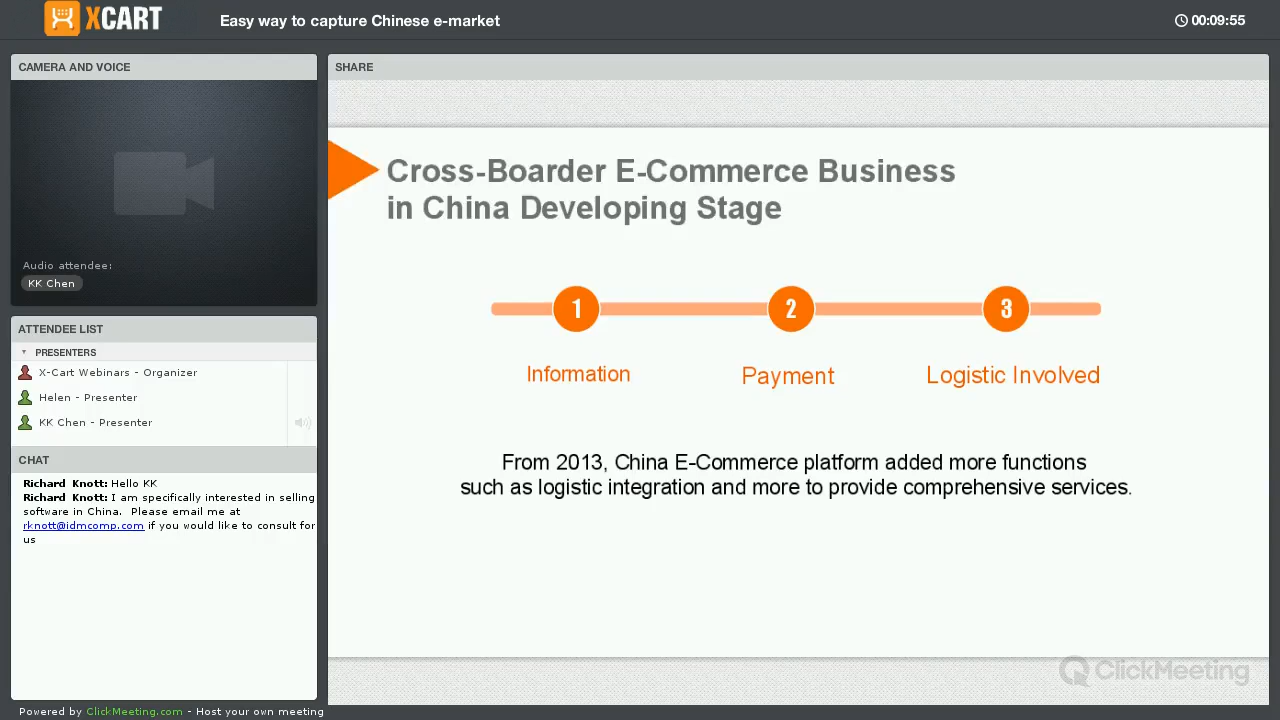 XCART
Easy way to capture Chinese e-market
00:09:55
CAMERA AND VOICE
Audio attendee:
KK Chen
ATTENDEE LIST
PRESENTERS
X-Cart Webinars - Organizer
Helen - Presenter
KK Chen - Presenter
CHAT
Richard Knott: Hello KK
Richard Knott: I am specifically interested in selling
software in China. Please email me at
rknott@idmcomp.com if you would like to consult for
us
SHARE
Cross-Boarder E-Commerce Business
in China Developing Stage
1
2
3
Information
Payment
Logistic Involved
From 2013, China E-Commerce platform added more functions
such as logistic integration and more to provide comprehensive services.
ClickMeeting
Powered by ClickMeeting.com - Host your own meeting